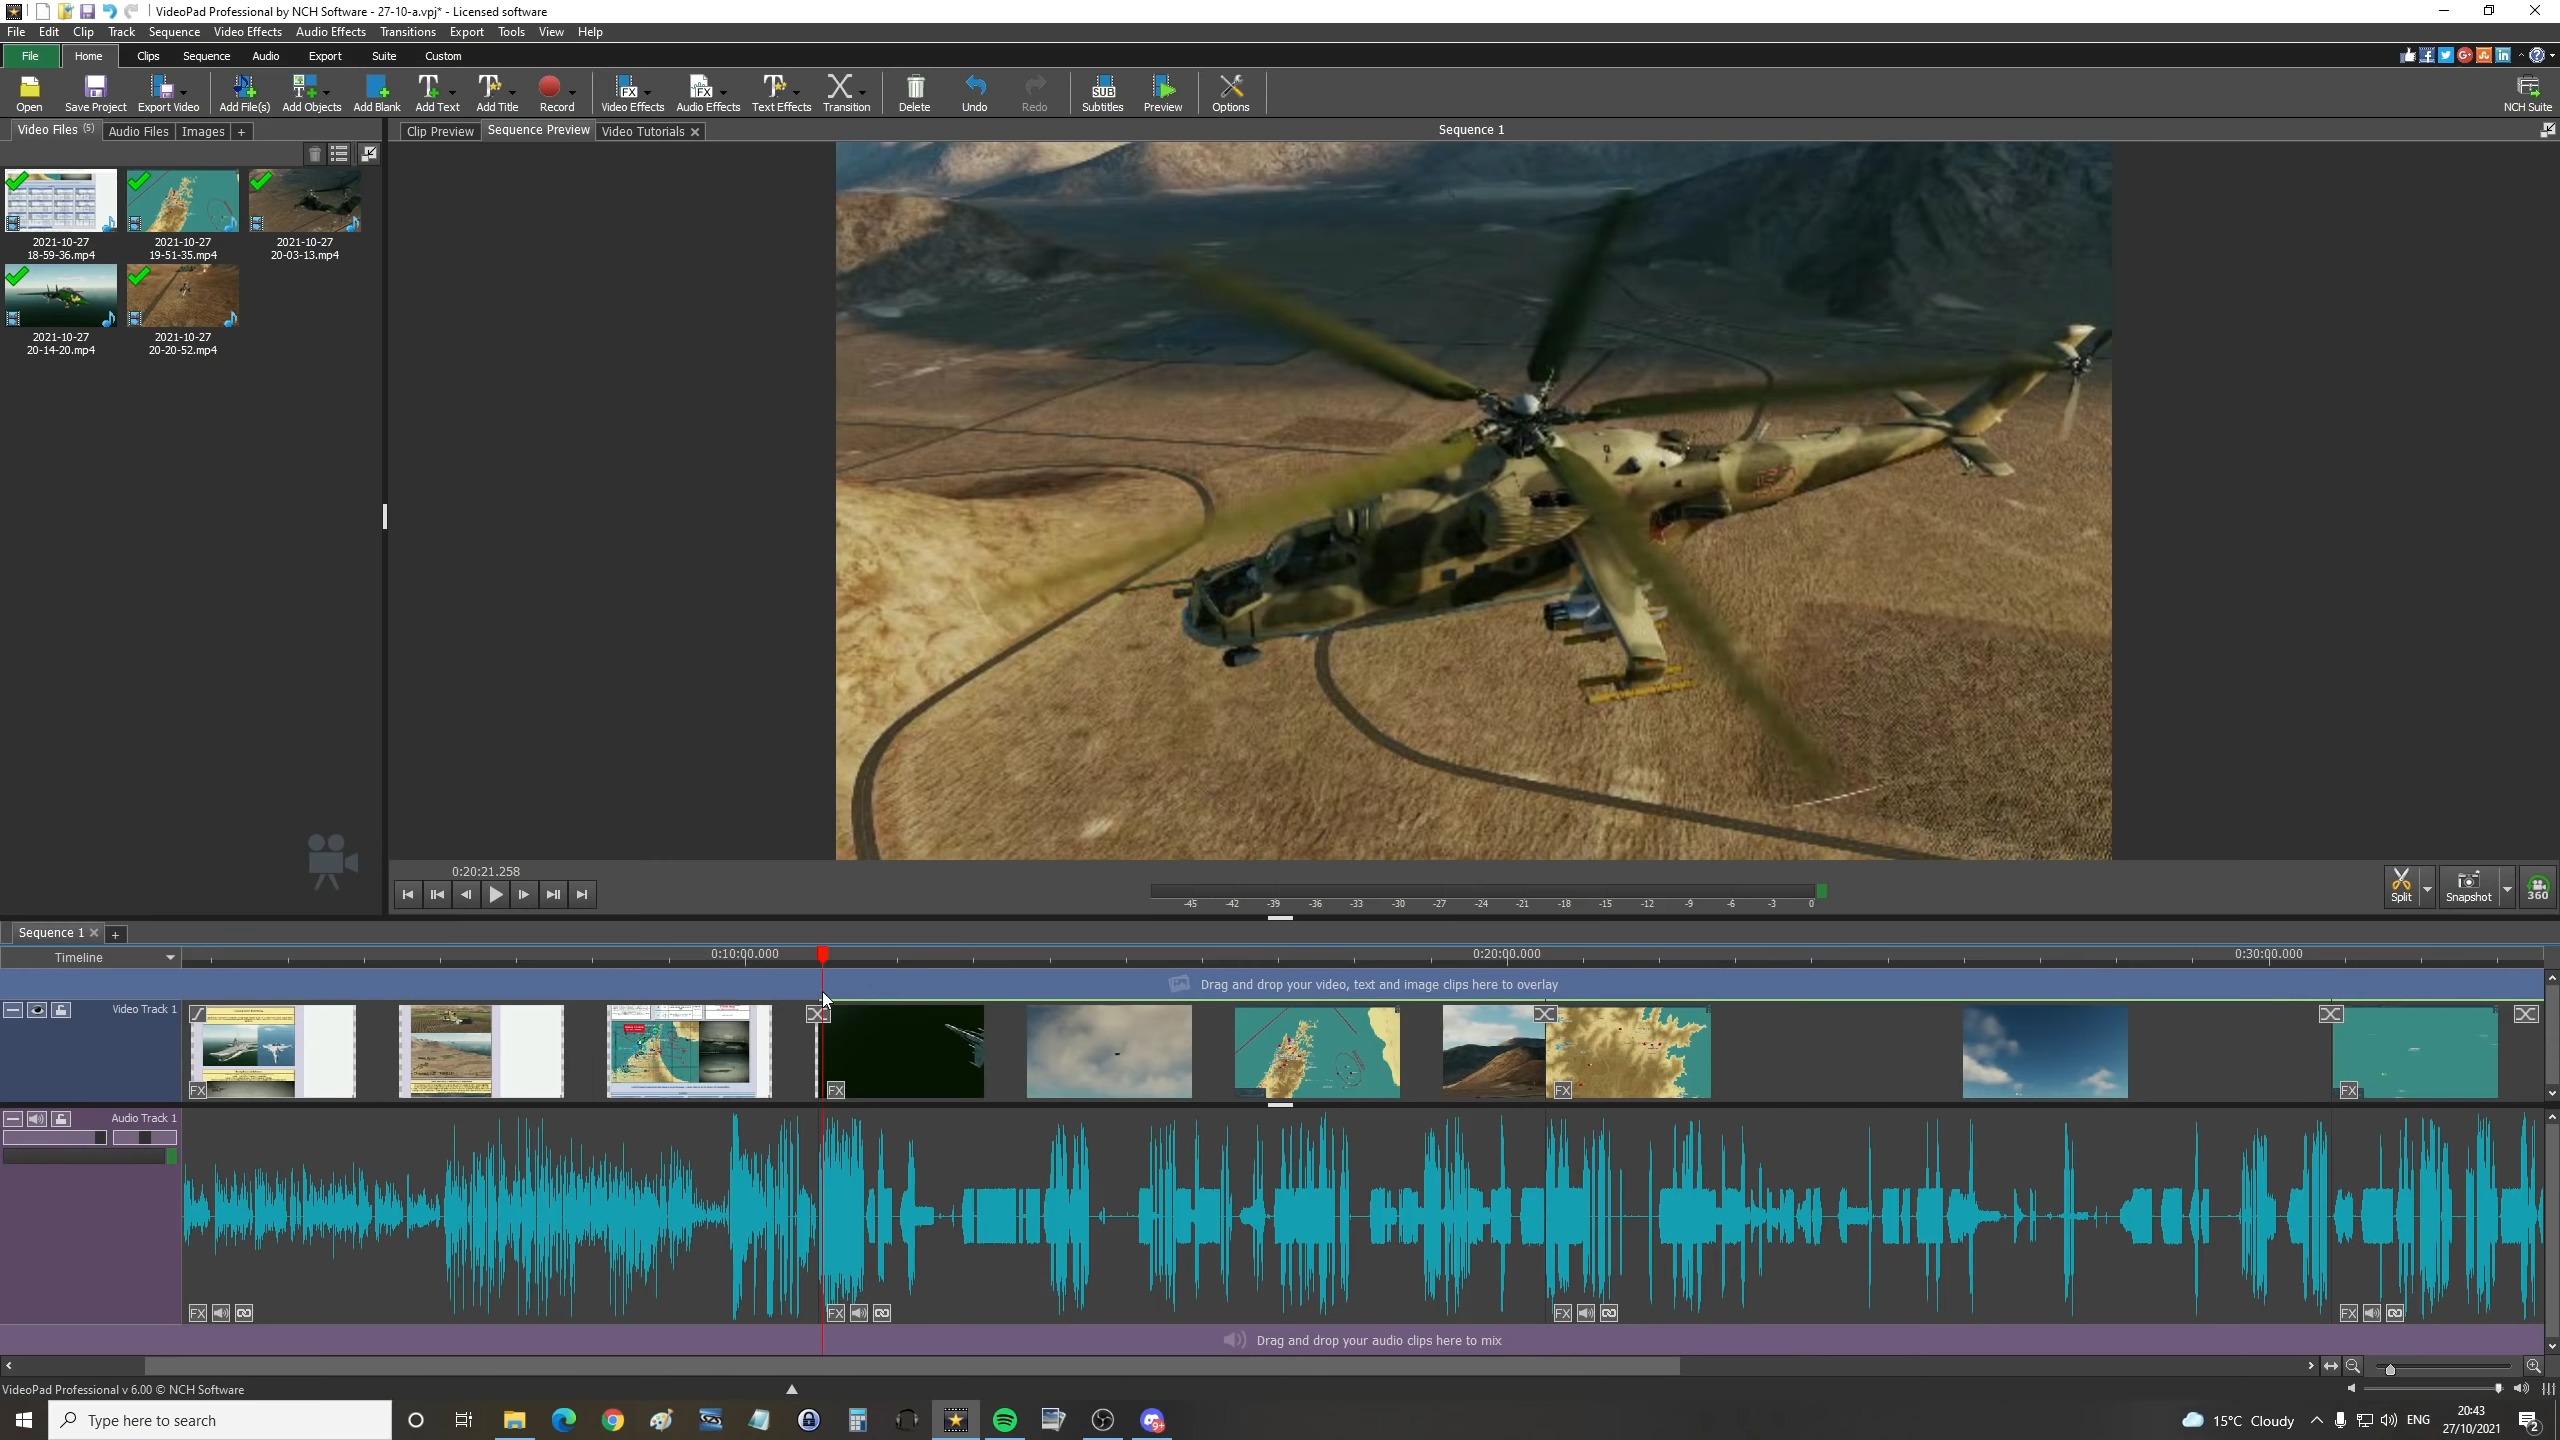 VideoPad Professional by NCH Software - 27-10-a.vpj* - Licensed software
File Edit Clip Track Sequence Video Effects Audio Effects Transitions Export Tools View Help
File Home Clips Sequence Audio Export Suite Custom
Open Save Project Export Video Add File(s) Add Objects Add Blank Add Text Add Title Record Video Effects Audio Effects Text Effects Transition Delete Undo Redo Subtitles Preview Options NCH Suite
Video Files (5) Audio Files Images + Clip Preview Sequence Preview Video Tutorials Sequence 1
2021-10-27
18-59-36.mp4
2021-10-27
19-51-35.mp4
2021-10-27
20-03-13.mp4
2021-10-27
20-14-20.mp4
2021-10-27
20-20-52.mp4
0:20:21.258
-45 -42 -39 -36 -33 -30 -27 -24 -21 -18 -15 -12 -9 -6 -3 0
Split Snapshot 360
Sequence 1 +
Timeline 0:10:00.000 0:20:00.000 0:30:00.000
Drag and drop your video, text and image clips here to overlay
Video Track 1
FX FX FX FX
Audio Track 1
FX FX FX FX
Drag and drop your audio clips here to mix
VideoPad Professional v 6.00 © NCH Software
Type here to search
15°C Cloudy ENG 20:43
27/10/2021
2
9+